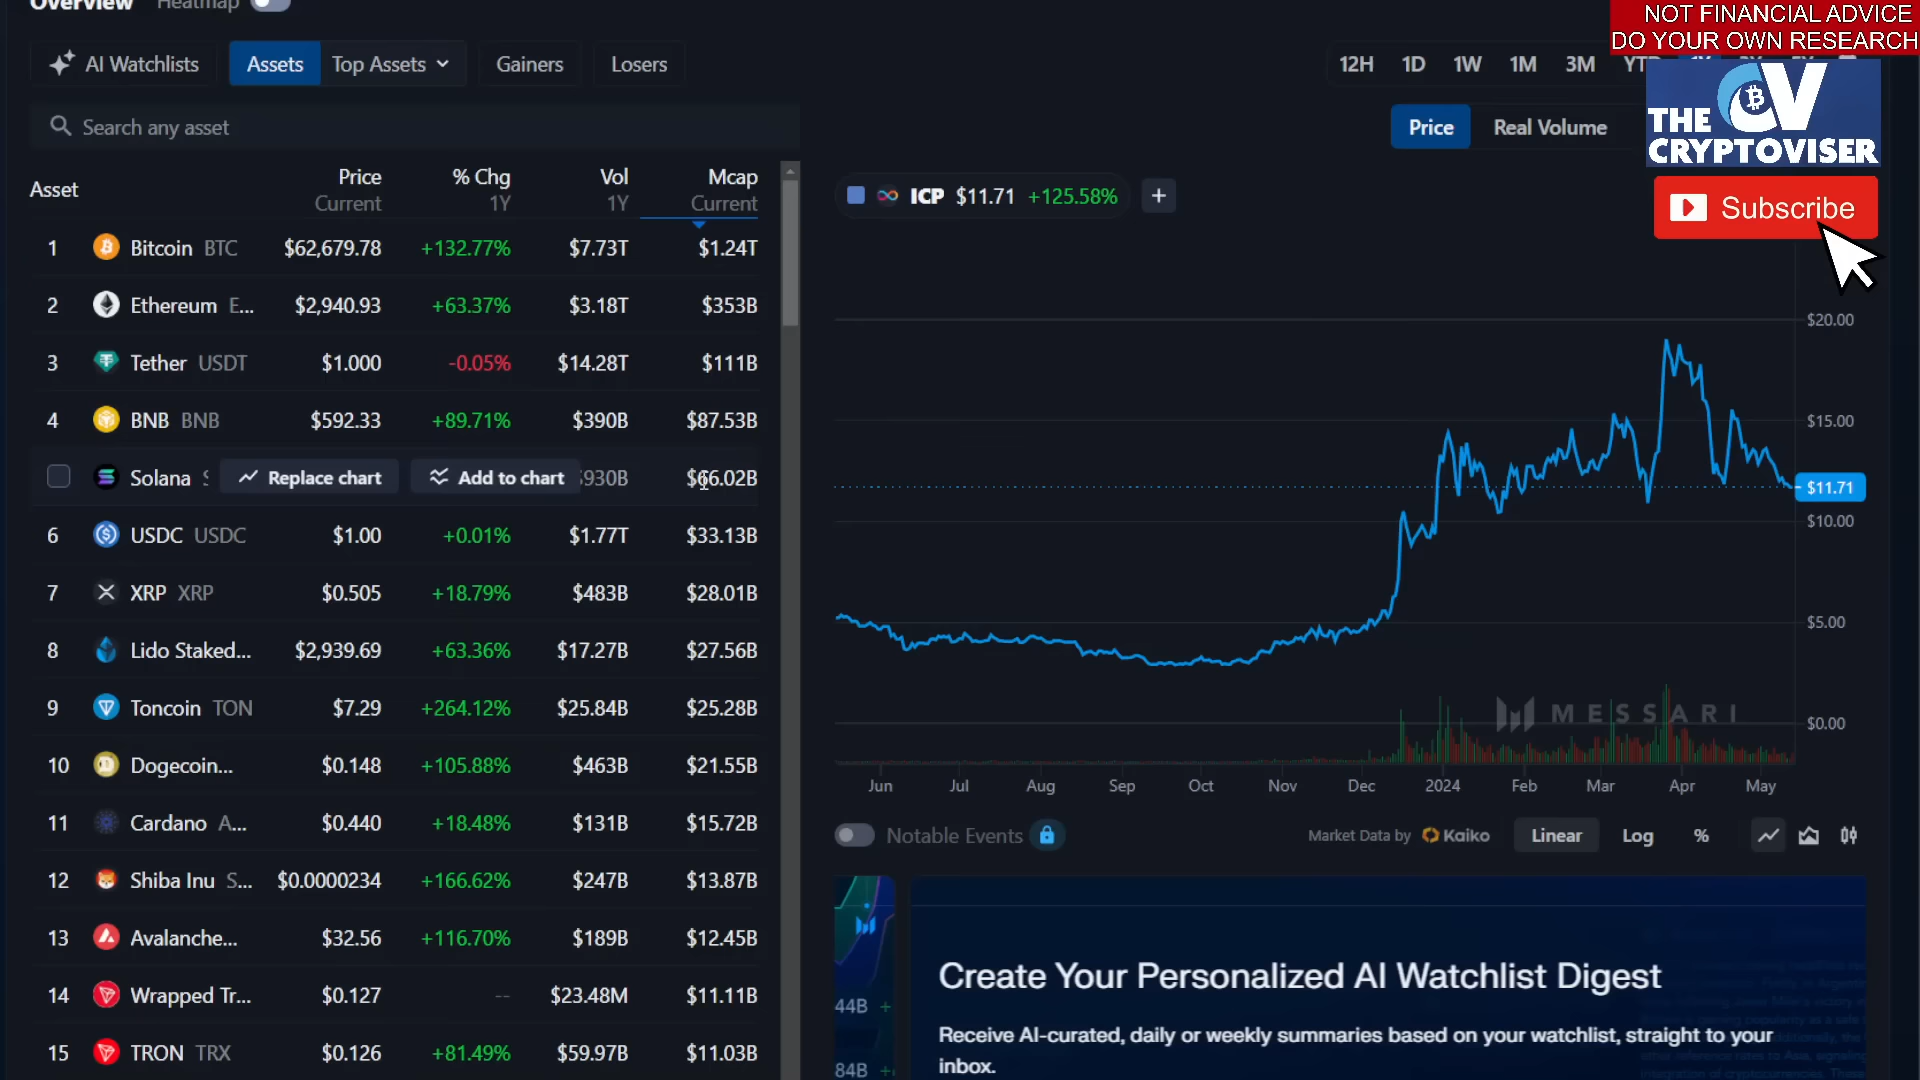 Overview Heatmap
NOT FINANCIAL ADVICE
DO YOUR OWN RESEARCH
AI Watchlists Assets Top Assets Gainers Losers
12H 1D 1W 1M 3M YTD
Search any asset
Price Real Volume
THE CV
CRYPTOVISER
Subscribe
Asset Price % Chg Vol Mcap
Current 1Y 1Y Current
ICP $11.71 +125.58% +
1 Bitcoin BTC $62,679.78 +132.77% $7.73T $1.24T
2 Ethereum E... $2,940.93 +63.37% $3.18T $353B
3 Tether USDT $1.000 -0.05% $14.28T $111B
4 BNB BNB $592.33 +89.71% $390B $87.53B
Solana Replace chart Add to chart $930B $66.02B
6 USDC USDC $1.00 +0.01% $1.77T $33.13B
7 XRP XRP $0.505 +18.79% $483B $28.01B
8 Lido Staked... $2,939.69 +63.36% $17.27B $27.56B
9 Toncoin TON $7.29 +264.12% $25.84B $25.28B
10 Dogecoin... $0.148 +105.88% $463B $21.55B
11 Cardano A... $0.440 +18.48% $131B $15.72B
12 Shiba Inu S... $0.0000234 +166.62% $247B $13.87B
13 Avalanche... $32.56 +116.70% $189B $12.45B
14 Wrapped Tr... $0.127 -- $23.48M $11.11B
15 TRON TRX $0.126 +81.49% $59.97B $11.03B
$20.00
$15.00
$11.71
$10.00
$5.00
$0.00
MESSARI
Jun Jul Aug Sep Oct Nov Dec 2024 Feb Mar Apr May
Notable Events Market Data by Kaiko Linear Log %
Create Your Personalized AI Watchlist Digest
44B +
Receive AI-curated, daily or weekly summaries based on your watchlist, straight to your
inbox.
84B